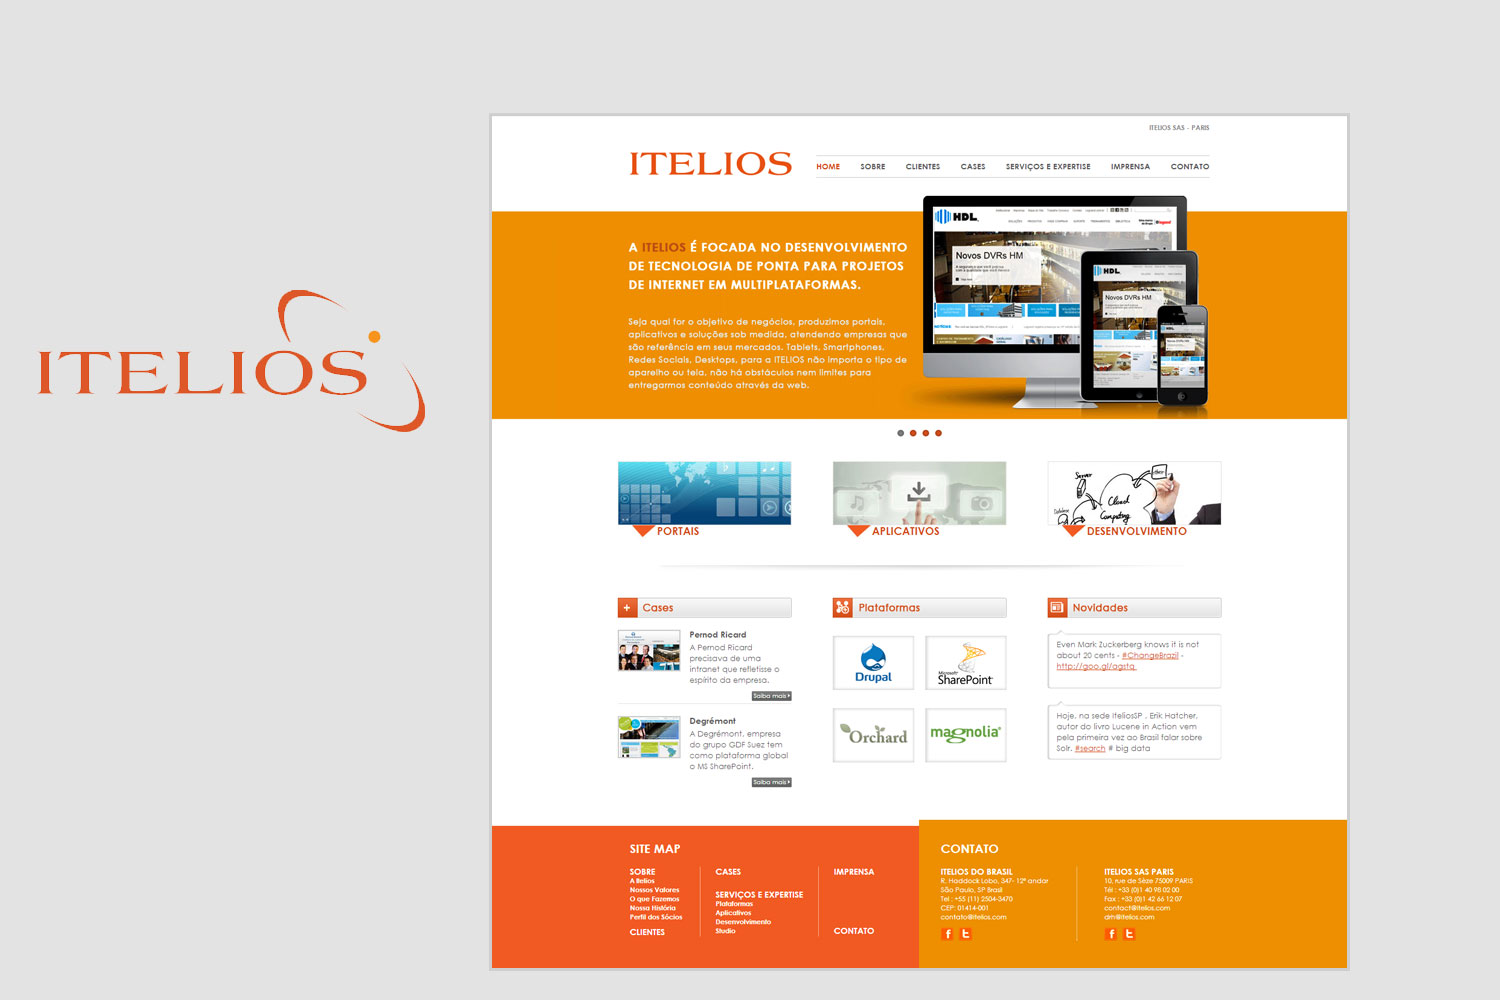 ITELIOS
ITELIOS SAS - PARIS
ITELIOS
HOME SOBRE CLIENTES CASES SERVIÇOS E EXPERTISE IMPRENSA CONTATO
A ITELIOS É FOCADA NO DESENVOLVIMENTO
DE TECNOLOGIA DE PONTA PARA PROJETOS
DE INTERNET EM MULTIPLATAFORMAS.
Seja qual for o objetivo de negócios, produzimos portais,
aplicativos e soluções sob medida, atendendo empresas que
são referência em seus mercados. Tablets, Smartphones,
Redes Sociais, Desktops, para a ITELIOS não importa o tipo de
aparelho ou tela, não há obstáculos nem limites para
entregarmos conteúdo através da web.
HDL
Novos DVRs HM
HDL
Novos DVRs HM
HDL
Server
Cloud
Computing
PORTAIS
APLICATIVOS
DESENVOLVIMENTO
Cases
Pernod Ricard
A Pernod Ricard
precisava de uma
intranet que refletisse o
espírito da empresa.
Saiba mais
Degrémont
A Degrémont, empresa
do grupo GDF Suez tem
como plataforma global
o MS SharePoint.
Saiba mais
Plataformas
Drupal
Microsoft
SharePoint
Orchard
magnolia
Novidades
Even Mark Zuckerberg knows it is not
about 20 cents - #ChangeBrazil -
http://goo.gl/agsta
Hoje, na sede IteliosSP , Erik Hatcher,
autor do livro Lucene in Action vem
pela primeira vez ao Brasil falar sobre
Solr. #search # big data
SITE MAP
SOBRE
A Itelios
Nossos Valores
O que Fazemos
Nossa História
Perfil dos Sócios
CLIENTES
CASES
SERVIÇOS E EXPERTISE
Plataformas
Aplicativos
Desenvolvimento
Studio
IMPRENSA
CONTATO
CONTATO
ITELIOS DO BRASIL
R. Haddock Lobo, 347- 12º andar
São Paulo, SP Brasil
Tel : +55 (11) 2504-3470
CEP: 01414-001
contato@itelios.com
ITELIOS SAS PARIS
10, rue de Sèze 75009 PARIS
Tél : +33 (0)1 40 98 02 00
Fax : +33 (0)1 42 66 12 07
contact@itelios.com
drh@itelios.com